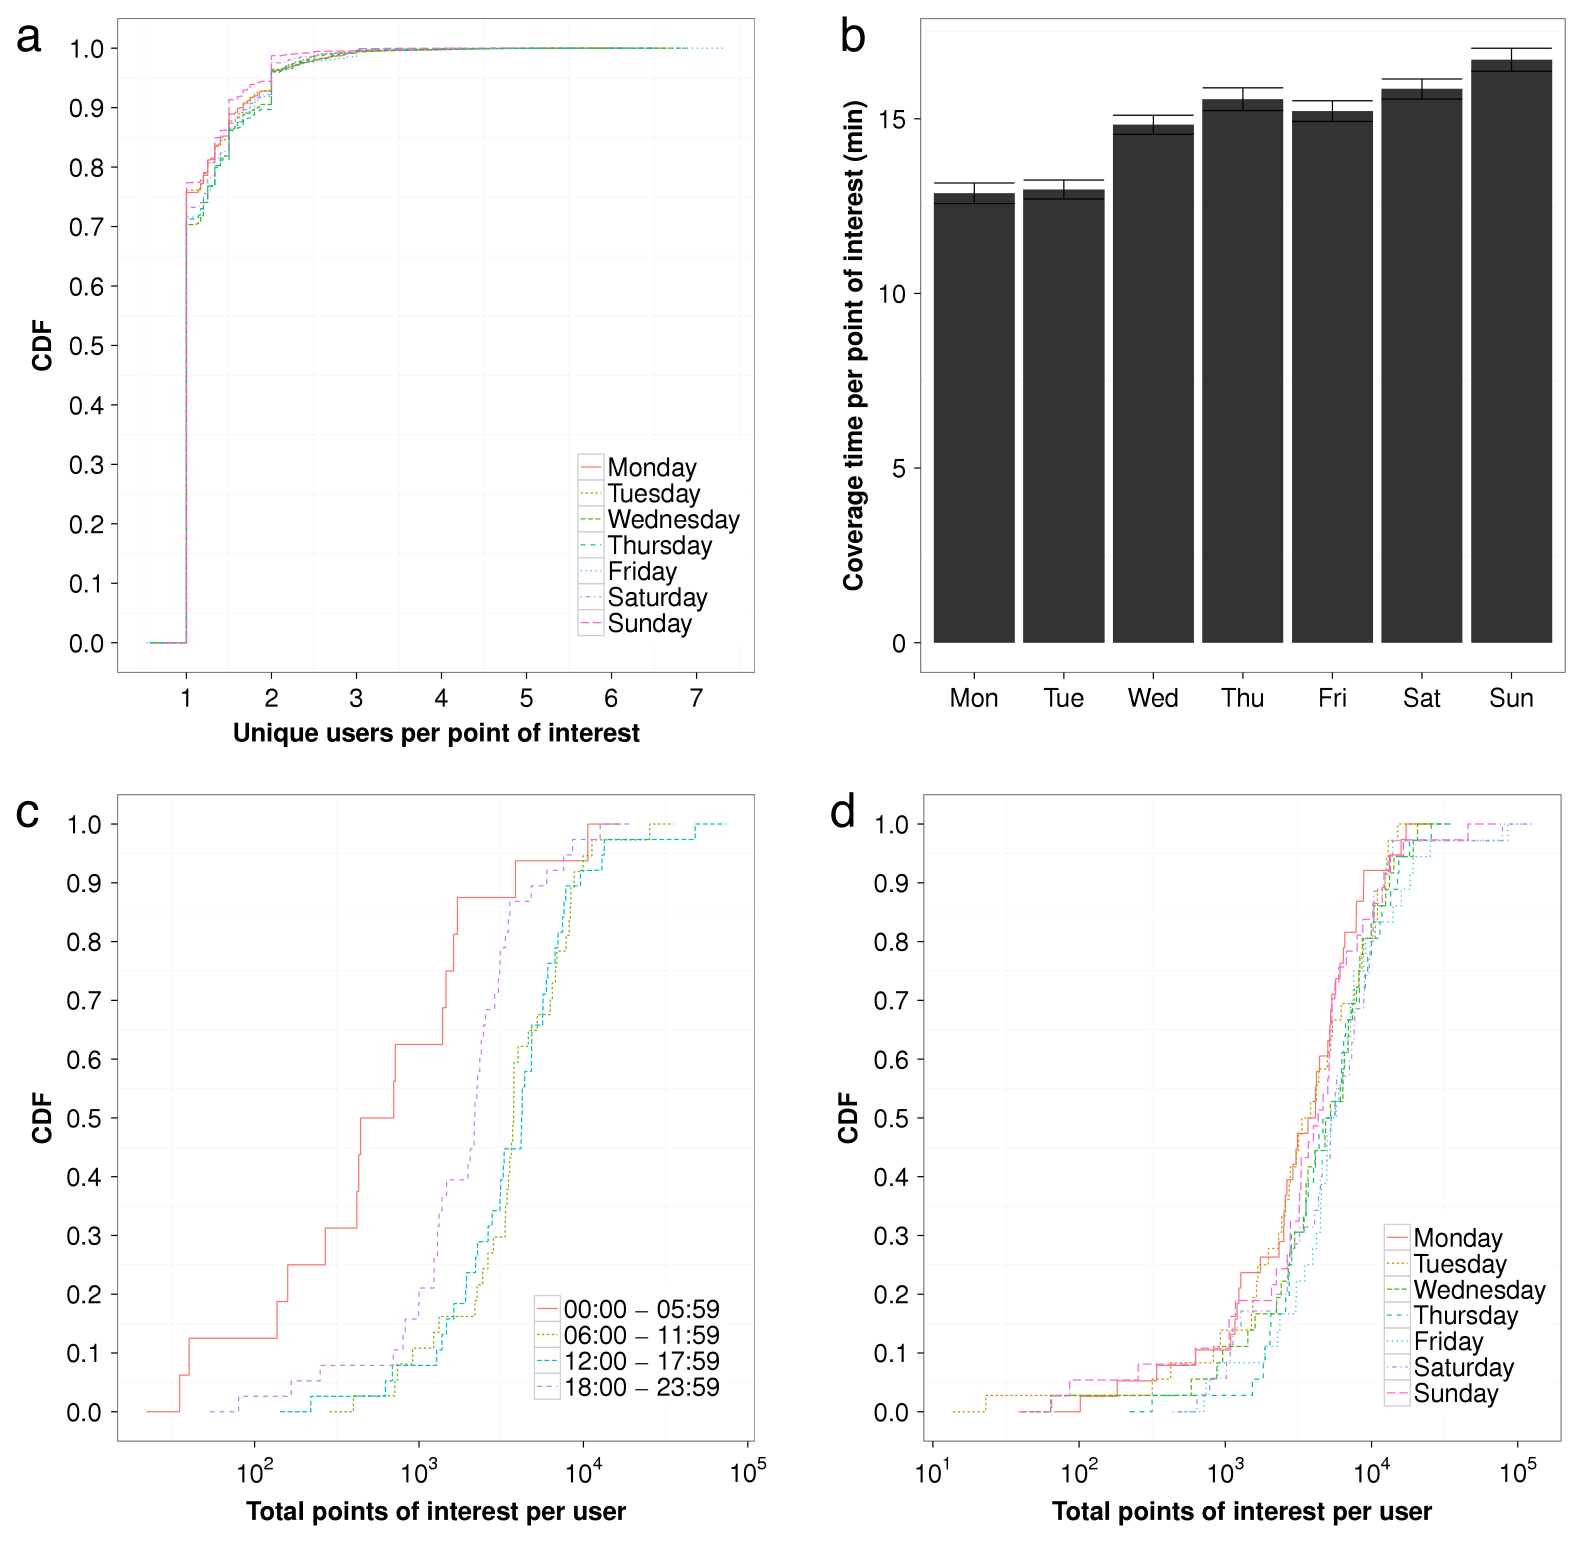 a
1.0
0.9
0.8
0.7
0.6
0.5
0.4
0.3
0.2
0.1
0.0
CDF
1 2 3 4 5 6 7
Unique users per point of interest
Monday
Tuesday
Wednesday
Thursday
Friday
Saturday
Sunday
b
15
10
5
0
Coverage time per point of interest (min)
Mon Tue Wed Thu Fri Sat Sun
c
1.0
0.9
0.8
0.7
0.6
0.5
0.4
0.3
0.2
0.1
0.0
CDF
10² 10³ 10⁴ 10⁵
Total points of interest per user
00:00 – 05:59
06:00 – 11:59
12:00 – 17:59
18:00 – 23:59
d
1.0
0.9
0.8
0.7
0.6
0.5
0.4
0.3
0.2
0.1
0.0
CDF
10¹ 10² 10³ 10⁴ 10⁵
Total points of interest per user
Monday
Tuesday
Wednesday
Thursday
Friday
Saturday
Sunday